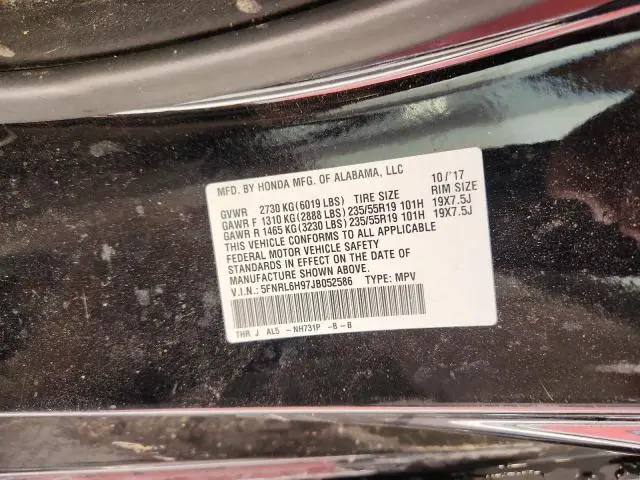 MFD. BY HONDA MFG. OF ALABAMA, LLC 10/'17
GVWR 2730 KG(6019 LBS) TIRE SIZE RIM SIZE
GAWR F 1310 KG(2888 LBS) 235/55R19 101H 19X7.5J
GAWR R 1465 KG(3230 LBS) 235/55R19 101H 19X7.5J
THIS VEHICLE CONFORMS TO ALL APPLICABLE
FEDERAL MOTOR VEHICLE SAFETY
STANDARDS IN EFFECT ON THE DATE OF
MANUFACTURE SHOWN ABOVE.
V.I.N.: 5FNRL6H97JB052586 TYPE: MPV
THR J AL5 -NH731P -B-B